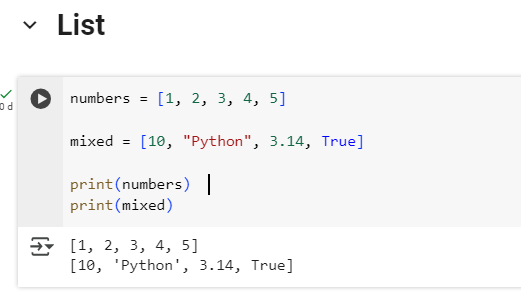 List
0 d
numbers = [1, 2, 3, 4, 5]
mixed = [10, "Python", 3.14, True]
print(numbers)
print(mixed)
[1, 2, 3, 4, 5]
[10, 'Python', 3.14, True]